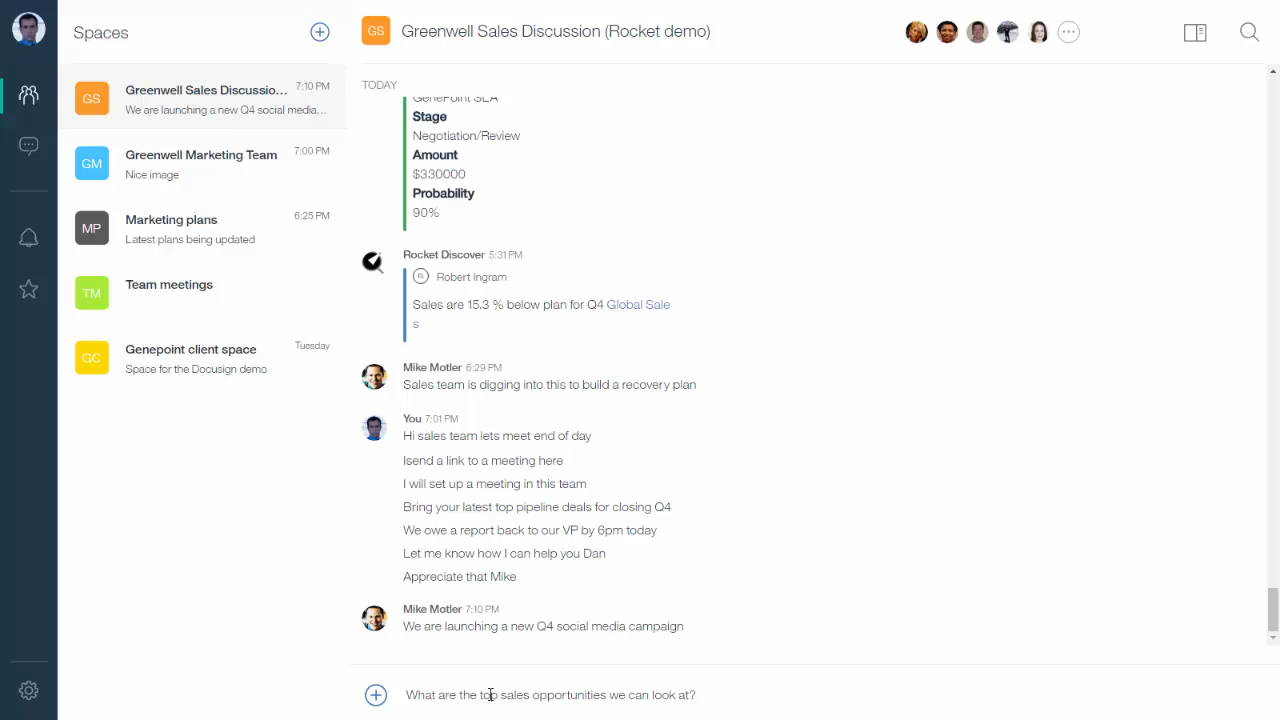 Spaces
GS
Greenwell Sales Discussio...
7:10 PM
We are launching a new Q4 social media...
GM
Greenwell Marketing Team
7:00 PM
Nice image
MP
Marketing plans
6:25 PM
Latest plans being updated
TM
Team meetings
GC
Genepoint client space
Tuesday
Space for the Docusign demo
GS
Greenwell Sales Discussion (Rocket demo)
TODAY
GenePoint SLA
Stage
Negotiation/Review
Amount
$330000
Probability
90%
Rocket Discover 5:31 PM
Robert Ingram
Sales are 15.3 % below plan for Q4 Global Sale
s
Mike Motler 6:29 PM
Sales team is digging into this to build a recovery plan
You 7:01 PM
Hi sales team lets meet end of day
Isend a link to a meeting here
I will set up a meeting in this team
Bring your latest top pipeline deals for closing Q4
We owe a report back to our VP by 6pm today
Let me know how I can help you Dan
Appreciate that Mike
Mike Motler 7:10 PM
We are launching a new Q4 social media campaign
What are the top sales opportunities we can look at?